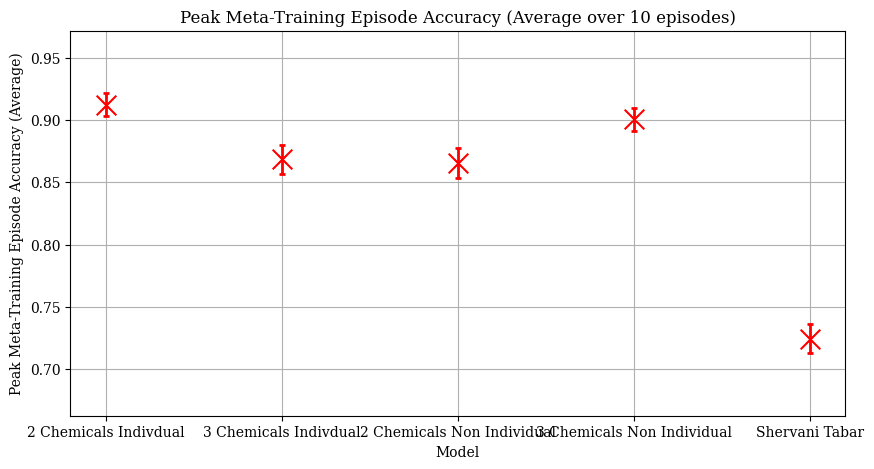 Peak Meta-Training Episode Accuracy (Average over 10 episodes)
Peak Meta-Training Episode Accuracy (Average)
0.95
0.90
0.85
0.80
0.75
0.70
2 Chemicals Indivdual
3 Chemicals Indivdual
2 Chemicals Non Individual
3 Chemicals Non Individual
Shervani Tabar
Model